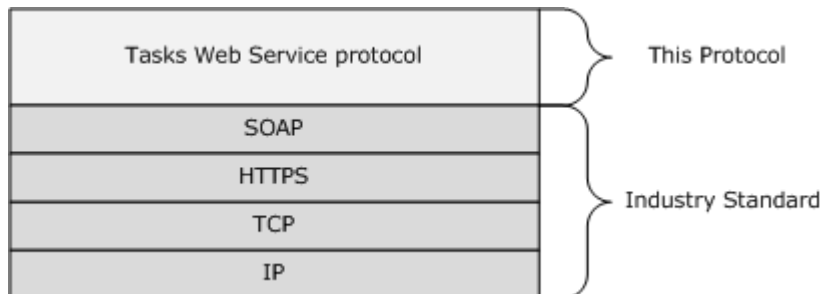 Tasks Web Service protocol
This Protocol
SOAP
HTTPS
Industry Standard
TCP
IP